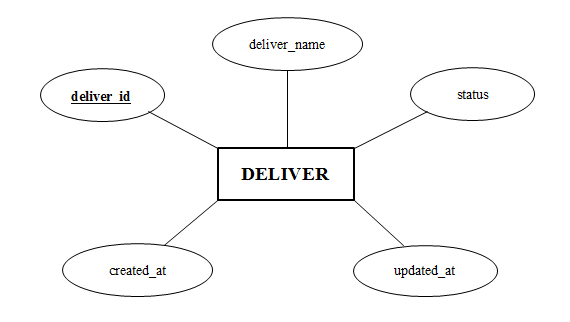 deliver_name
deliver_id
status
DELIVER
created_at
updated_at